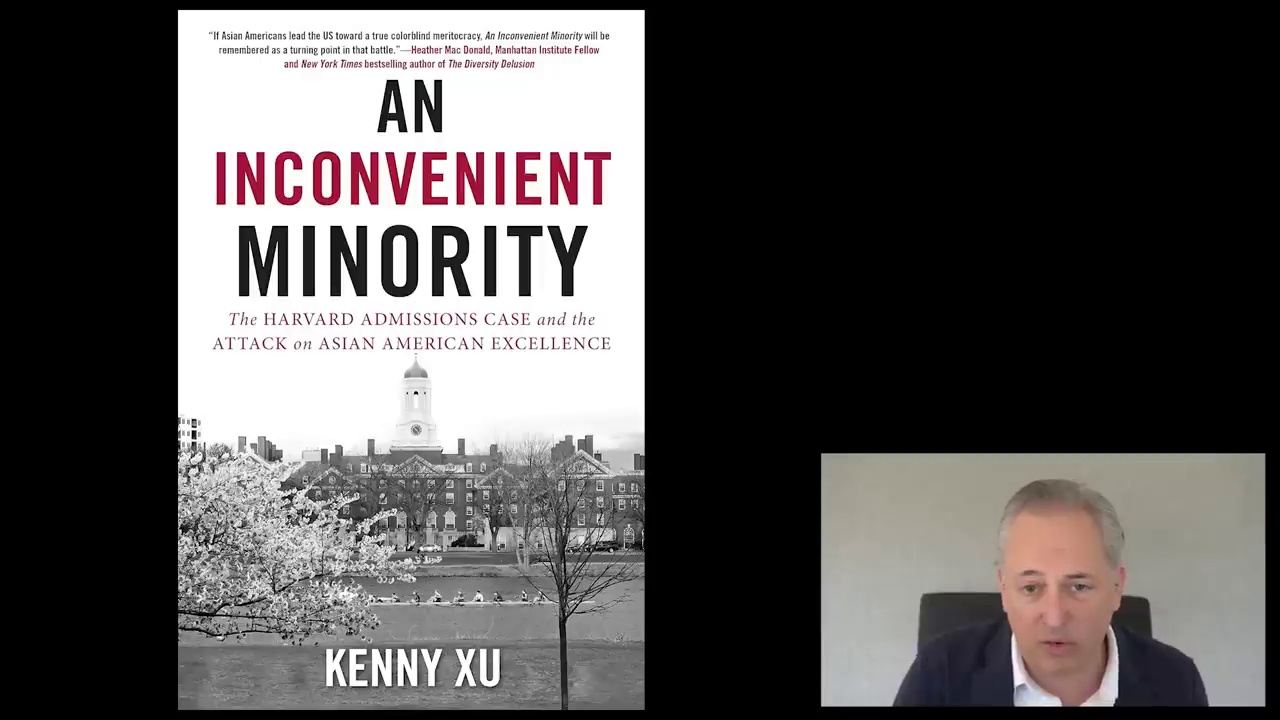 “If Asian Americans lead the US toward a true colorblind meritocracy, An Inconvenient Minority will be
remembered as a turning point in that battle.”—Heather Mac Donald, Manhattan Institute Fellow
and New York Times bestselling author of The Diversity Delusion
AN
INCONVENIENT
MINORITY
The HARVARD ADMISSIONS CASE and the
ATTACK on ASIAN AMERICAN EXCELLENCE
KENNY XU